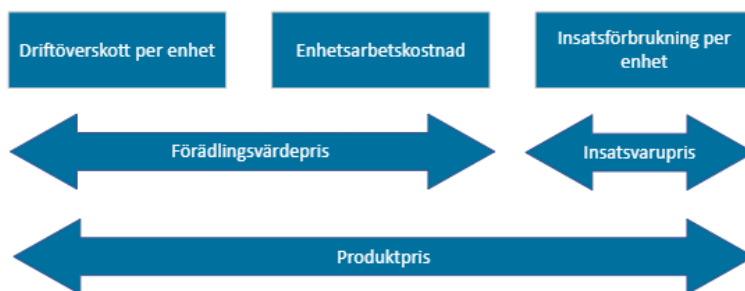 Driftöverskott per enhet
Enhetsarbetskostnad
Insatsförbrukning per
enhet
Förädlingsvärdepris
Insatsvarupris
Produktpris